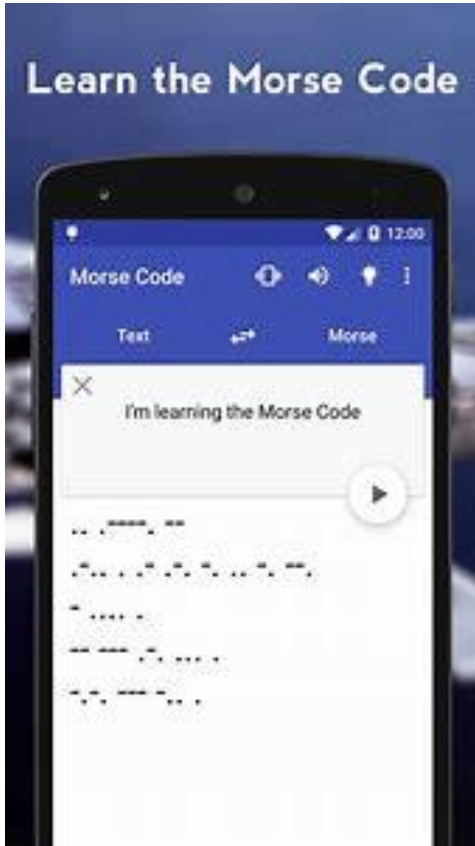 Learn the Morse Code
12:00
Morse Code
Text Morse
I'm learning the Morse Code
.. .----. --
.-.. . .- .-. -. .. -. --.
- .... .
-- --- .-. ... .
-.-. --- -.. .